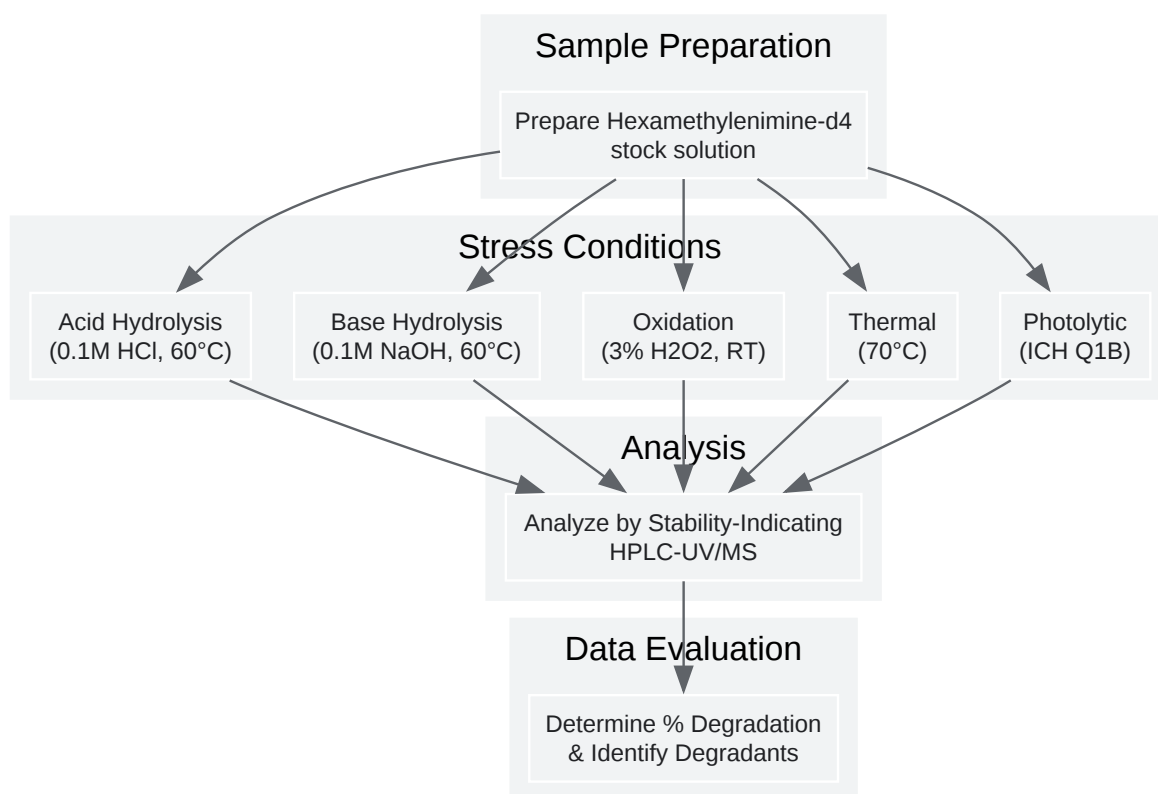 Sample Preparation
Prepare Hexamethylenimine-d4
stock solution
Stress Conditions
Acid Hydrolysis
(0.1M HCl, 60°C)
Base Hydrolysis
(0.1M NaOH, 60°C)
Oxidation
(3% H2O2, RT)
Thermal
(70°C)
Photolytic
(ICH Q1B)
Analysis
Analyze by Stability-Indicating
HPLC-UV/MS
Data Evaluation
Determine % Degradation
& Identify Degradants